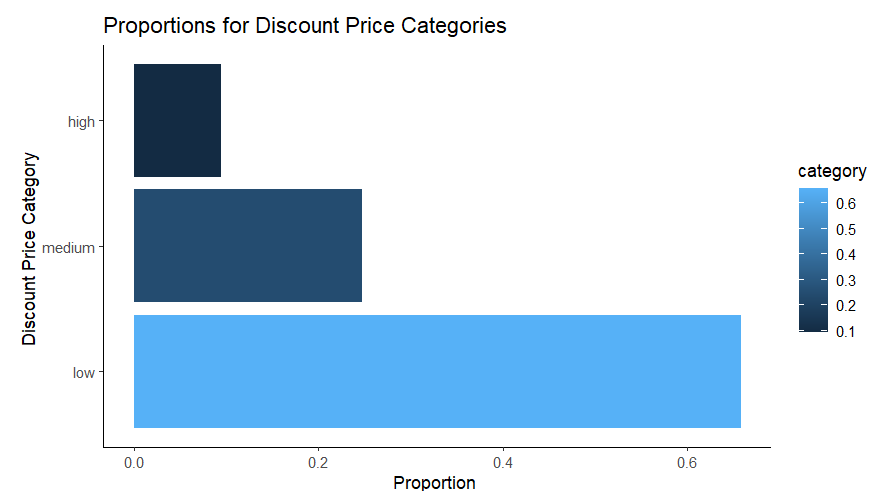 Proportions for Discount Price Categories
Discount Price Category
high
medium
low
0.0 0.2 0.4 0.6
Proportion
category
0.6
0.5
0.4
0.3
0.2
0.1